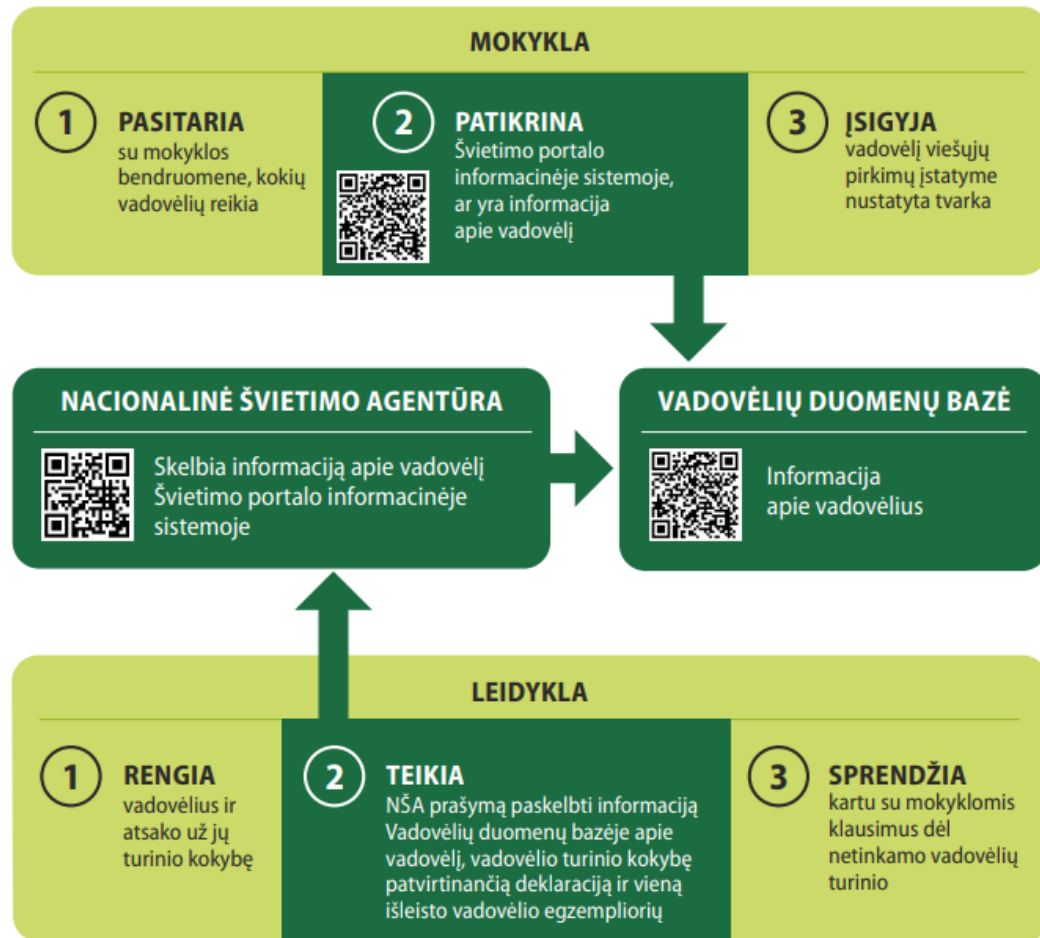 MOKYKLA
1
PASITARIA
su mokyklos
bendruomene, kokių
vadovėlių reikia
2
PATIKRINA
Švietimo portalo
informacinėje sistemoje,
ar yra informacija
apie vadovėlį
3
ĮSIGYJA
vadovėlį viešųjų
pirkimų įstatyme
nustatyta tvarka
NACIONALINĖ ŠVIETIMO AGENTŪRA
Skelbia informaciją apie vadovėlį
Švietimo portalo informacinėje
sistemoje
VADOVĖLIŲ DUOMENŲ BAZĖ
Informacija
apie vadovėlius
LEIDYKLA
1
RENGIA
vadovėlius ir
atsako už jų
turinio kokybę
2
TEIKIA
NŠA prašymą paskelbti informaciją
Vadovėlių duomenų bazėje apie
vadovėlį, vadovėlio turinio kokybę
patvirtinančią deklaraciją ir vieną
išleisto vadovėlio egzempliorių
3
SPRENDŽIA
kartu su mokyklomis
klausimus dėl
netinkamo vadovėlių
turinio